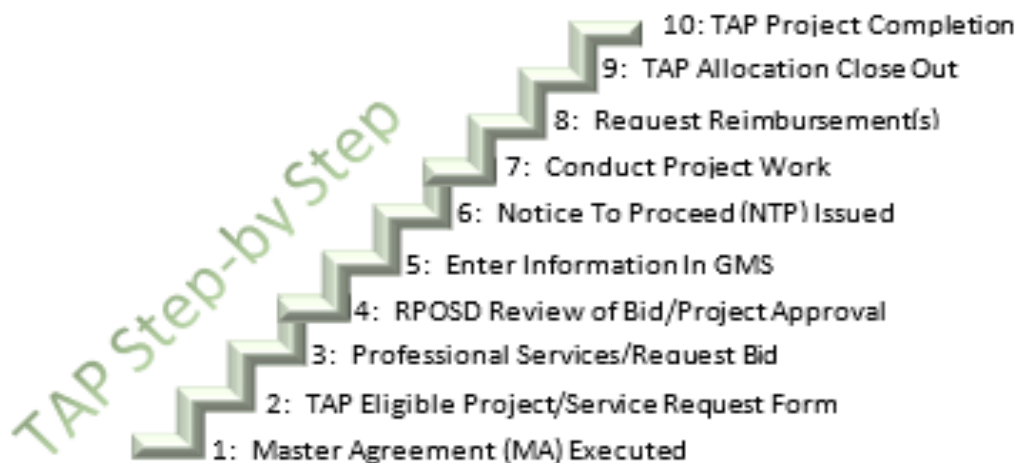 TAP Step-by Step
10: TAP Project Completion
9: TAP Allocation Close Out
8: Request Reimbursement(s)
7: Conduct Project Work
6: Notice To Proceed (NTP) Issued
5: Enter Information In GMS
4: RPOSD Review of Bid/Project Approval
3: Professional Services/Request Bid
2: TAP Eligible Project/Service Request Form
1: Master Agreement (MA) Executed